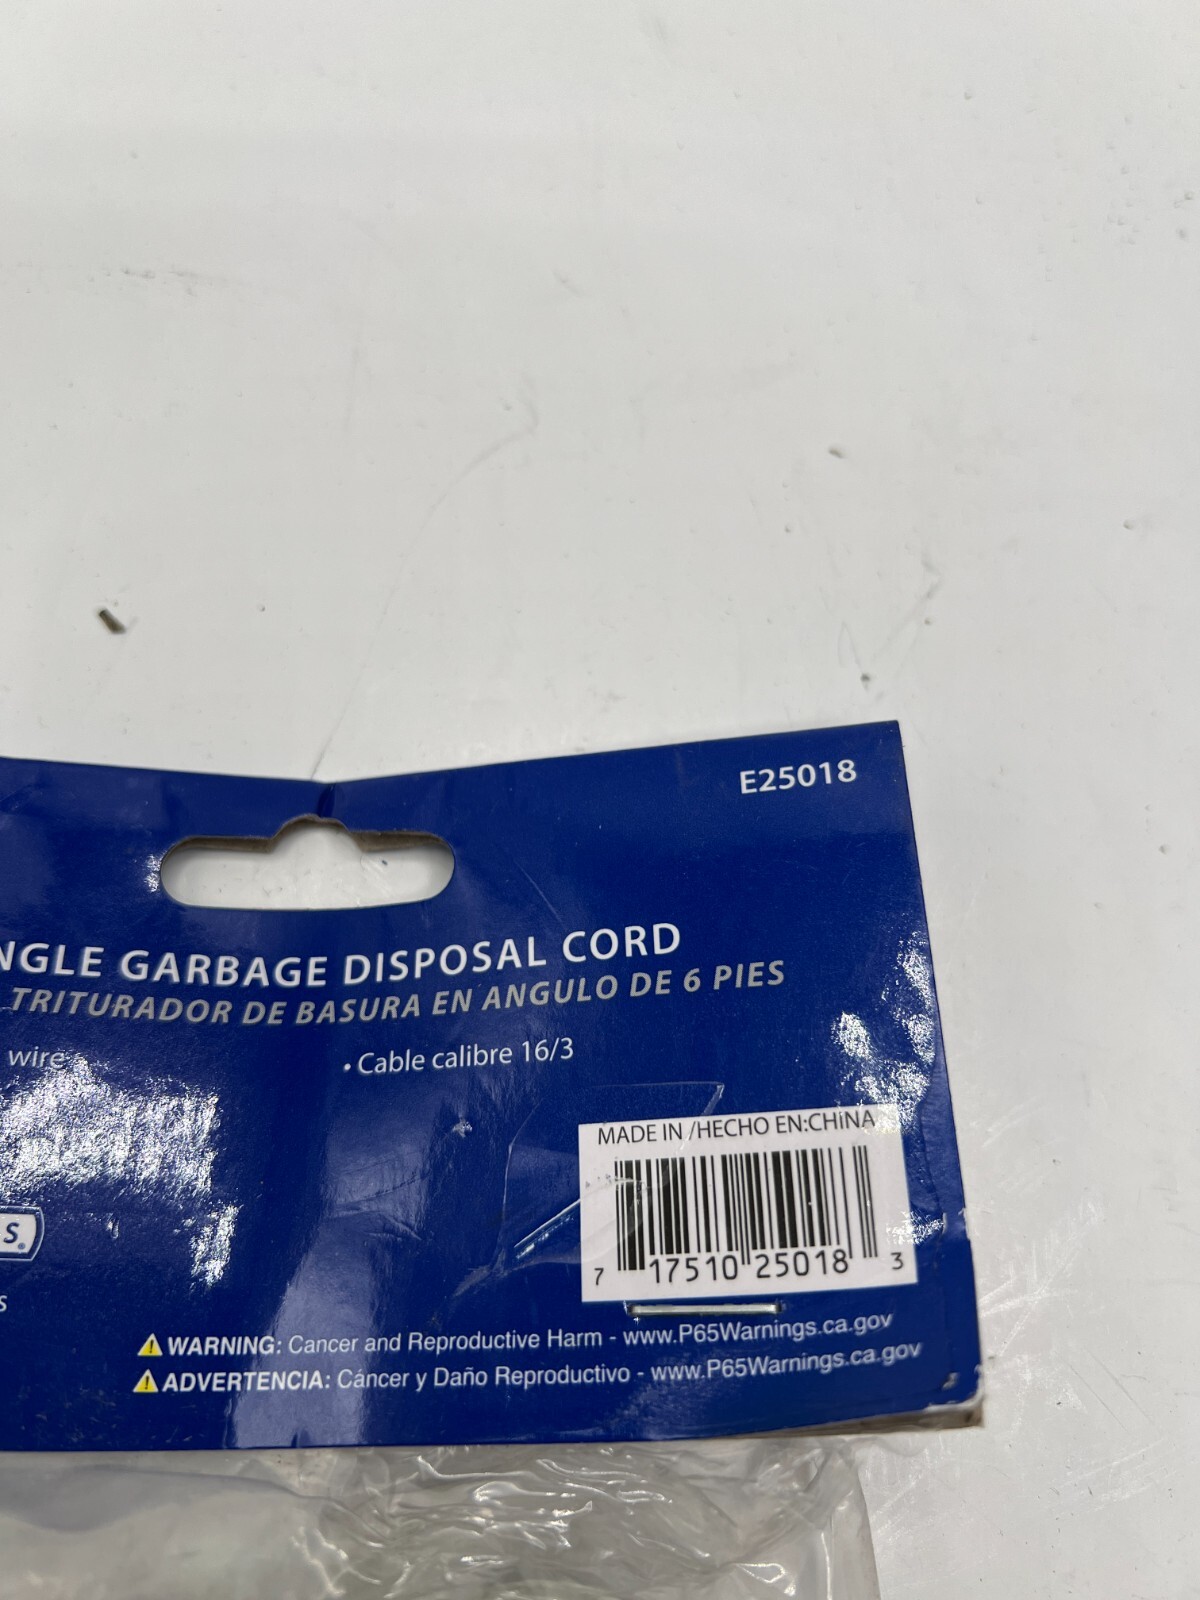 E25018
NGLE GARBAGE DISPOSAL CORD
TRITURADOR DE BASURA EN ANGULO DE 6 PIES
wire
• Cable calibre 16/3
MADE IN /HECHO EN:CHINA
7 17510 25018 3
S.®
s
⚠ WARNING: Cancer and Reproductive Harm - www.P65Warnings.ca.gov
⚠ ADVERTENCIA: Cáncer y Daño Reproductivo - www.P65Warnings.ca.gov